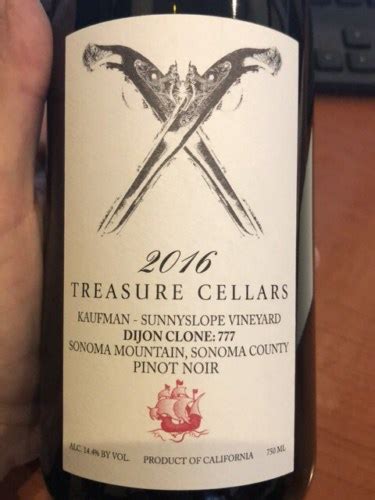 2016
TREASURE CELLARS
KAUFMAN - SUNNYSLOPE VINEYARD
DIJON CLONE: 777
SONOMA MOUNTAIN, SONOMA COUNTY
PINOT NOIR
ALC. 14.4% BY VOL. PRODUCT OF CALIFORNIA 750 ML